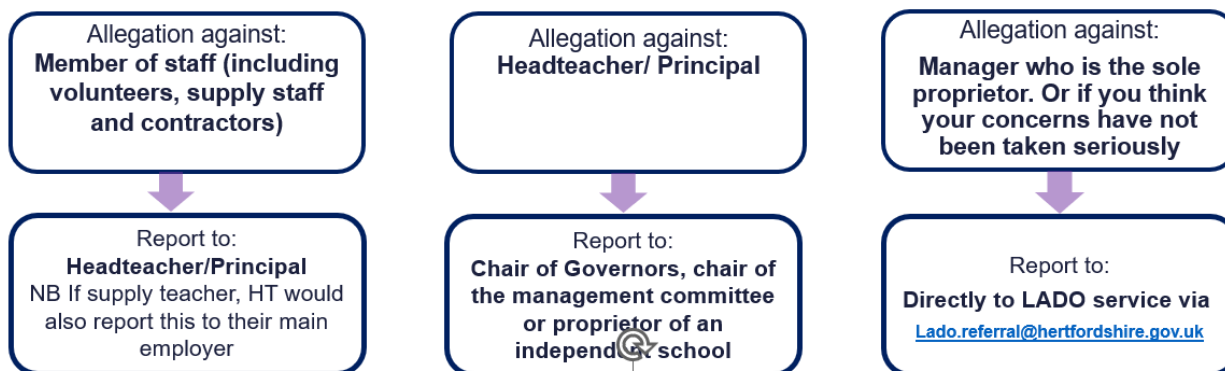 Allegation against:
Member of staff (including
volunteers, supply staff
and contractors)
Report to:
Headteacher/Principal
NB If supply teacher, HT would
also report this to their main
employer
Allegation against:
Headteacher/ Principal
Report to:
Chair of Governors, chair of
the management committee
or proprietor of an
independent school
Allegation against:
Manager who is the sole
proprietor. Or if you think
your concerns have not
been taken seriously
Report to:
Directly to LADO service via
Lado.referral@hertfordshire.gov.uk